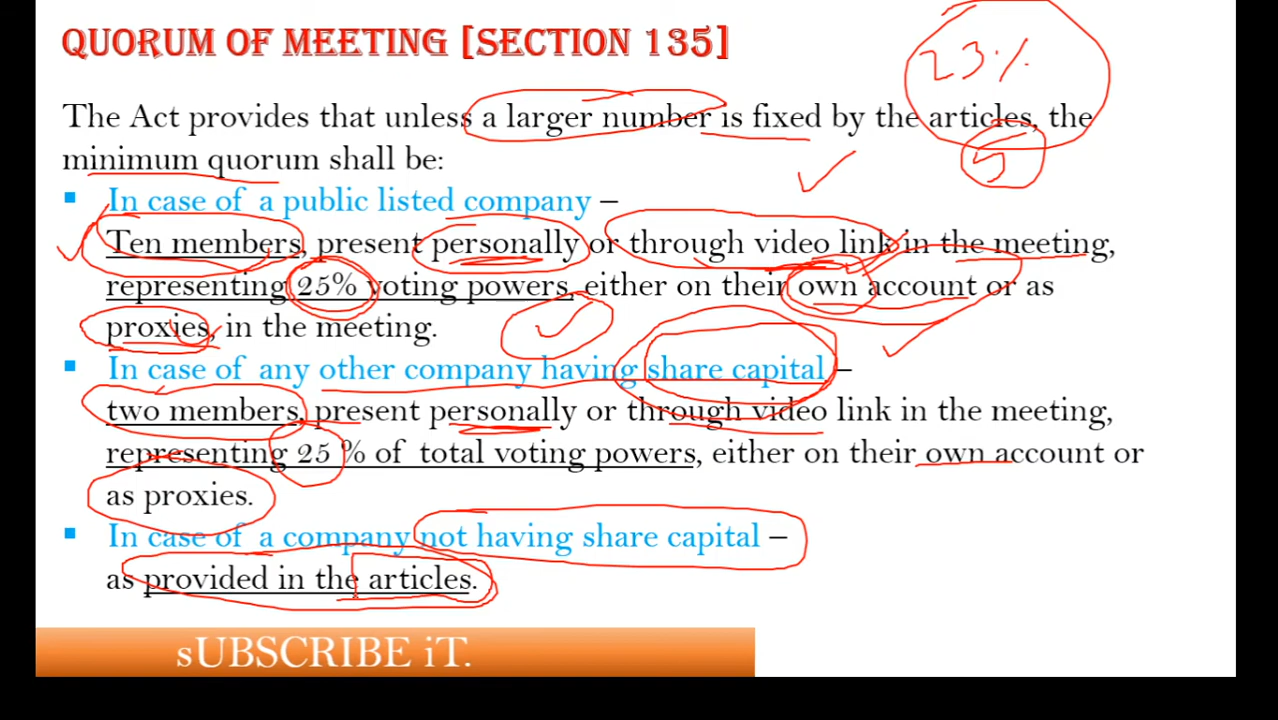 QUORUM OF MEETING [SECTION 135]
23%
The Act provides that unless a larger number is fixed by the articles, the
minimum quorum shall be:
5
▪ In case of a public listed company –
Ten members, present personally or through video link in the meeting,
representing 25% voting powers, either on their own account or as
proxies, in the meeting.
▪ In case of any other company having share capital –
two members, present personally or through video link in the meeting,
representing 25 % of total voting powers, either on their own account or
as proxies.
▪ In case of a company not having share capital –
as provided in the articles.
sUBSCRIBE iT.